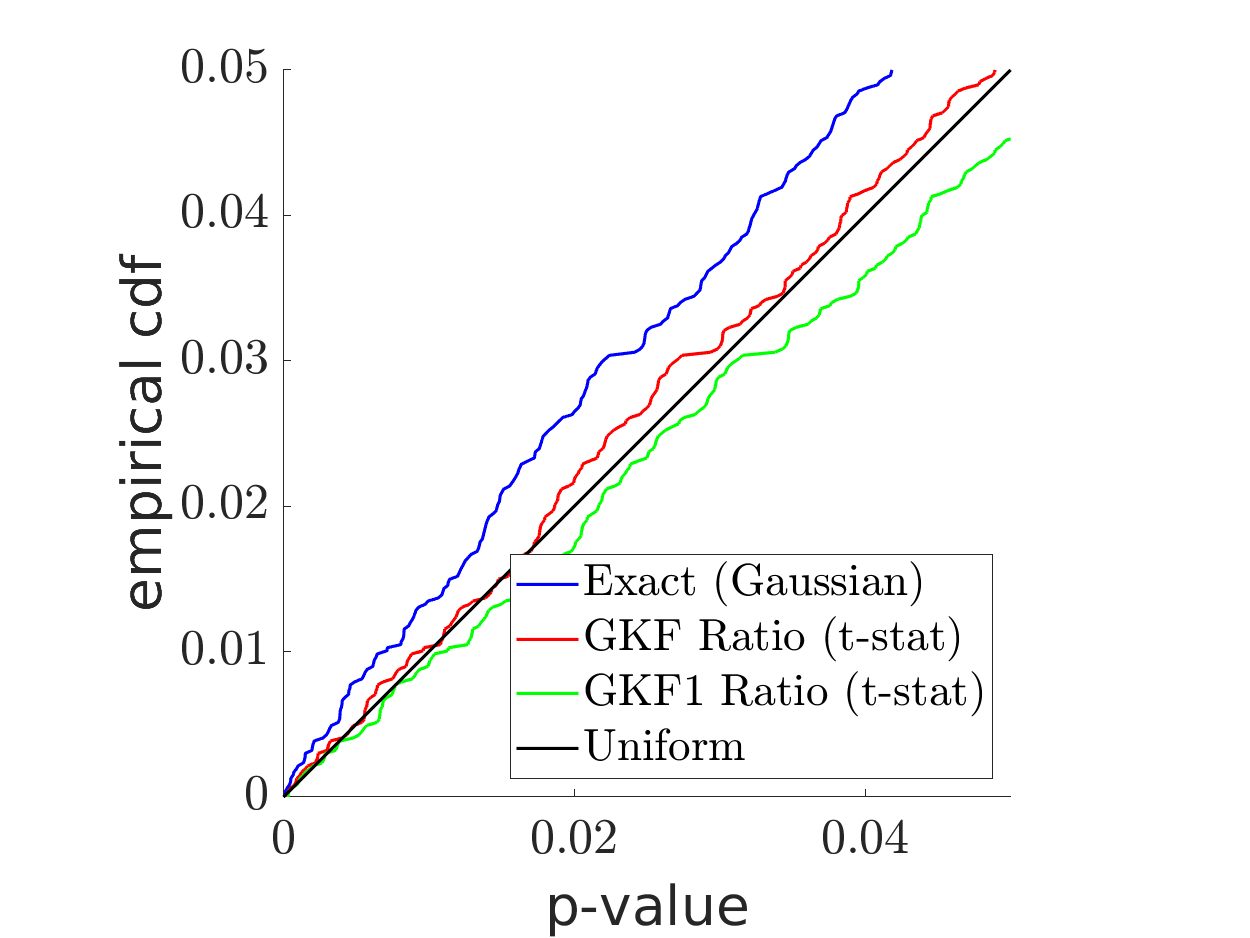 0.05
0.04
0.03
0.02
0.01
0
empirical cdf
Exact (Gaussian)
GKF Ratio (t-stat)
GKF1 Ratio (t-stat)
Uniform
0
0.02
0.04
p-value